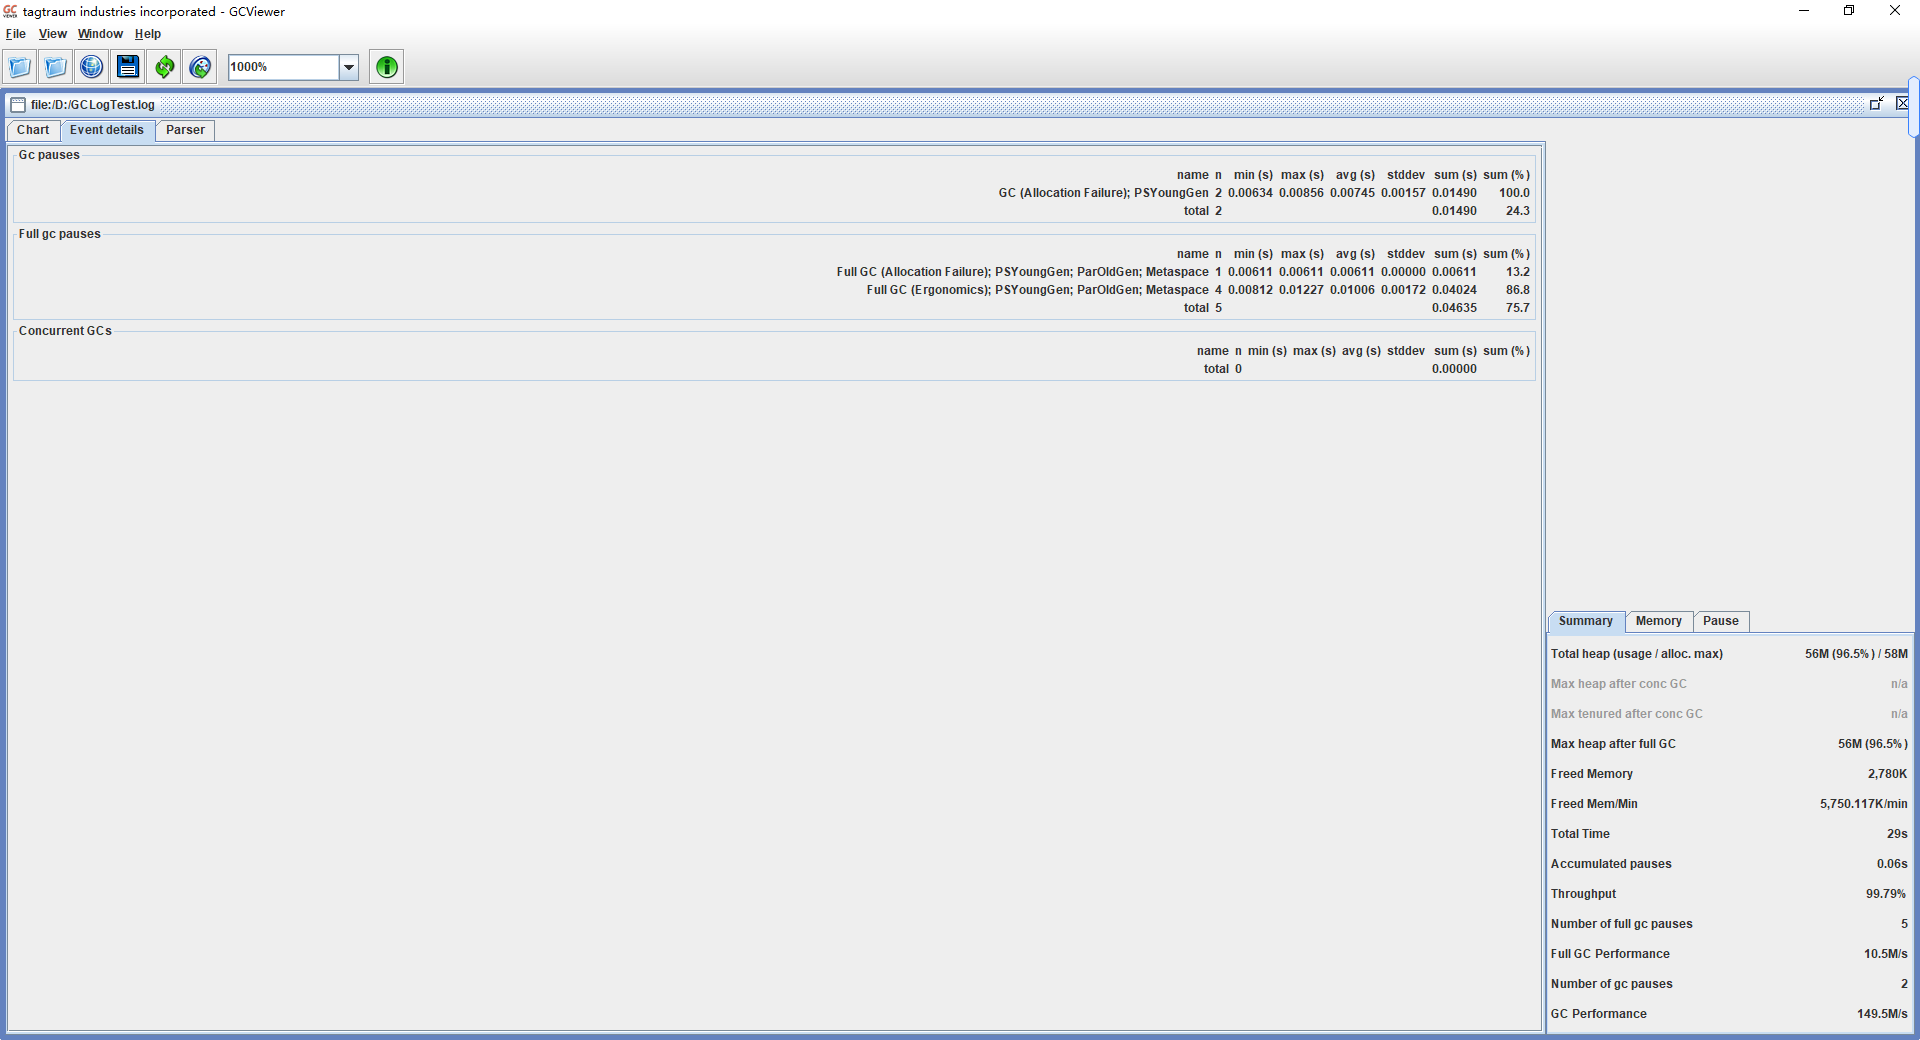 GC VIEWER tagtraum industries incorporated - GCViewer
File View Window Help
1000%
file:/D:/GCLogTest.log
Chart Event details Parser
Gc pauses
name n min (s) max (s) avg (s) stddev sum (s) sum (%)
GC (Allocation Failure); PSYoungGen 2 0.00634 0.00856 0.00745 0.00157 0.01490 100.0
total 2 0.01490 24.3
Full gc pauses
name n min (s) max (s) avg (s) stddev sum (s) sum (%)
Full GC (Allocation Failure); PSYoungGen; ParOldGen; Metaspace 1 0.00611 0.00611 0.00611 0.00000 0.00611 13.2
Full GC (Ergonomics); PSYoungGen; ParOldGen; Metaspace 4 0.00812 0.01227 0.01006 0.00172 0.04024 86.8
total 5 0.04635 75.7
Concurrent GCs
name n min (s) max (s) avg (s) stddev sum (s) sum (%)
total 0 0.00000
Summary Memory Pause
Total heap (usage / alloc. max) 56M (96.5%) / 58M
Max heap after conc GC n/a
Max tenured after conc GC n/a
Max heap after full GC 56M (96.5%)
Freed Memory 2,780K
Freed Mem/Min 5,750.117K/min
Total Time 29s
Accumulated pauses 0.06s
Throughput 99.79%
Number of full gc pauses 5
Full GC Performance 10.5M/s
Number of gc pauses 2
GC Performance 149.5M/s